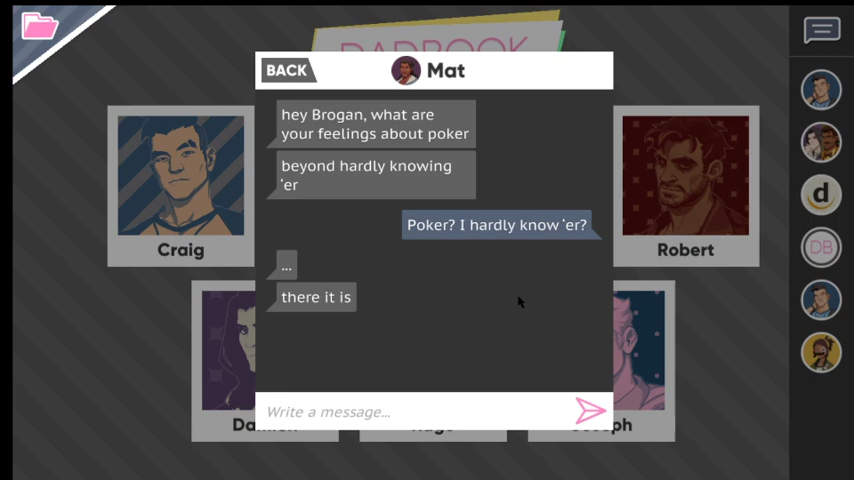 DADBOOK
BACK
Mat
hey Brogan, what are
your feelings about poker
beyond hardly knowing
‘er
Poker? I hardly know ‘er?
...
there it is
Write a message...
Craig
Robert
d
DB